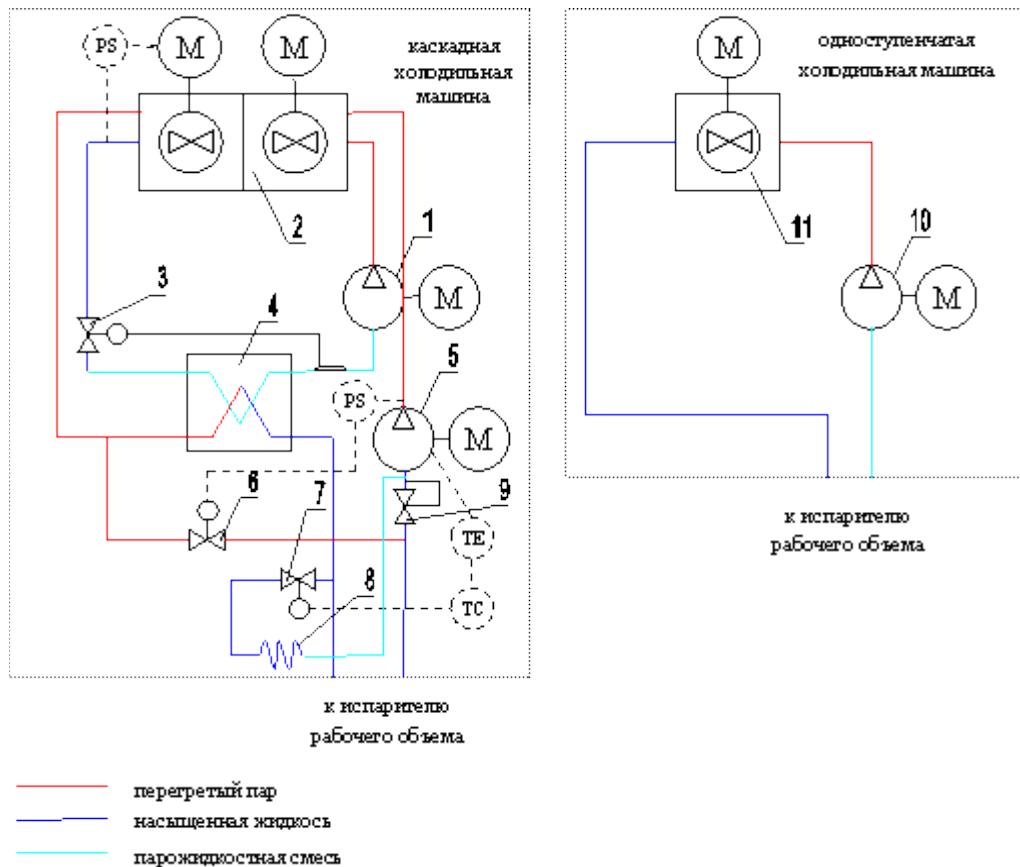 PS
M
M
каскадная
холодильная
машина
2
1
M
3
4
5
PS
M
6
7
9
TE
8
TC
к испарителю
рабочего объема
M
одноступенчатая
холодильная машина
11
10
M
к испарителю
рабочего объема
перегретый пар
насыщенная жидкось
парожидкостная смесь